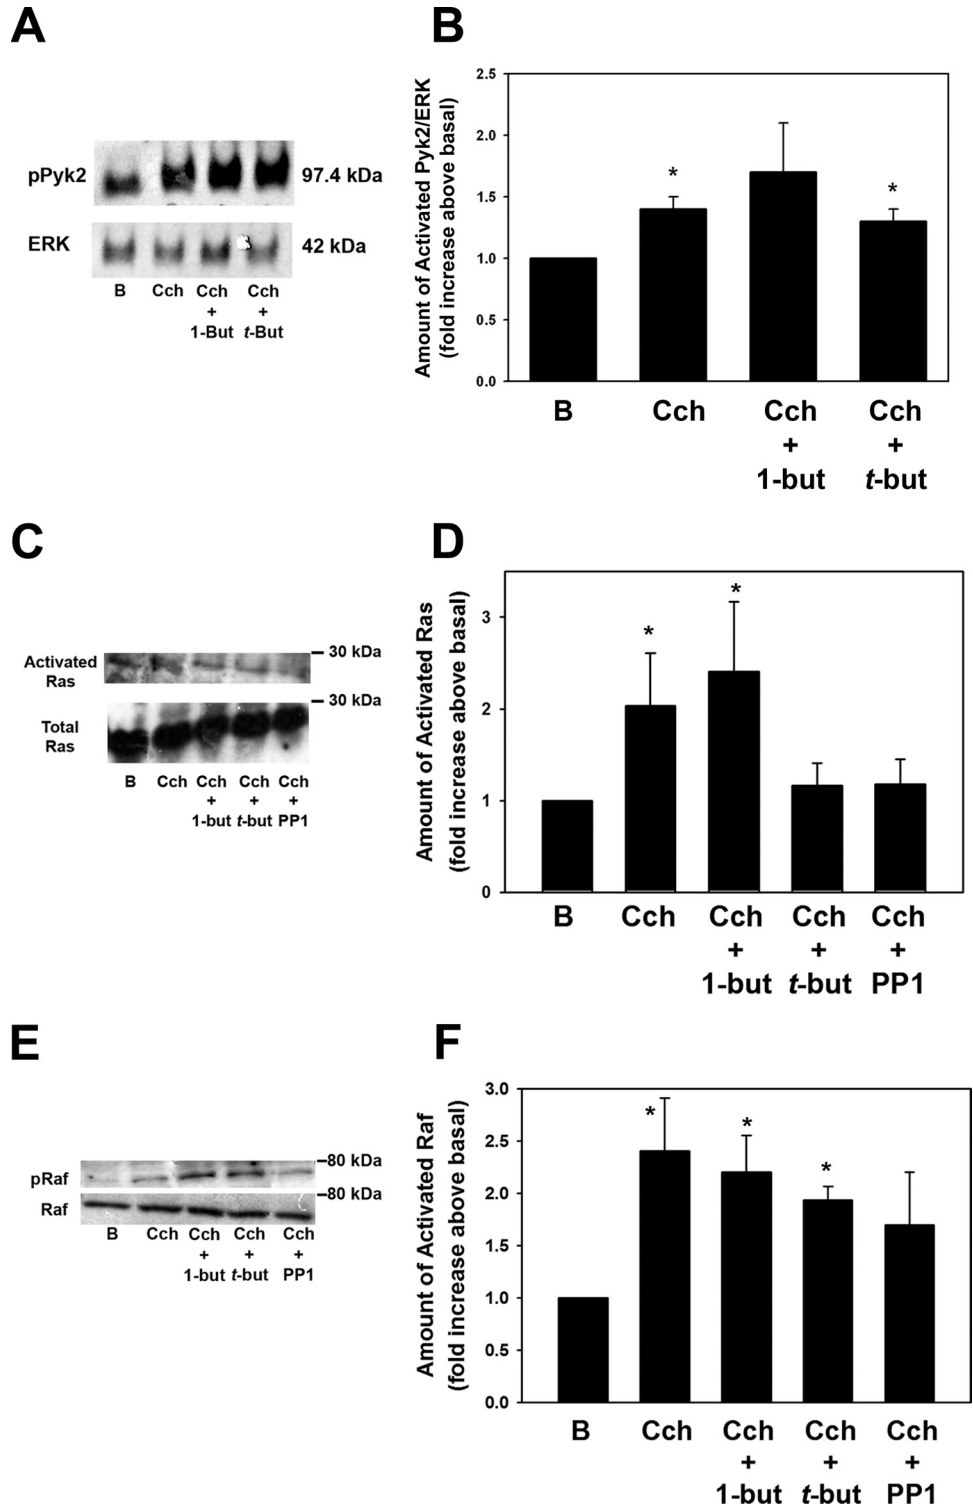 A
pPyk2
97.4 kDa
ERK
42 kDa
B Cch Cch Cch
+ +
1-But t-But
B
Amount of Activated Pyk2/ERK
(fold increase above basal)
2.5
2.0
1.5
1.0
0.5
0.0
*
*
B Cch Cch Cch
+ +
1-but t-but
C
Activated
Ras
30 kDa
30 kDa
Total
Ras
B Cch Cch Cch Cch
+ + +
1-but t-but PP1
D
Amount of Activated Ras
(fold increase above basal)
3
2
1
0
*
*
B Cch Cch Cch Cch
+ + +
1-but t-but PP1
E
pRaf
80 kDa
80 kDa
Raf
B Cch Cch Cch Cch
+ + +
1-but t-but PP1
F
Amount of Activated Raf
(fold increase above basal)
3.0
2.5
2.0
1.5
1.0
0.5
0.0
*
*
*
B Cch Cch Cch Cch
+ + +
1-but t-but PP1